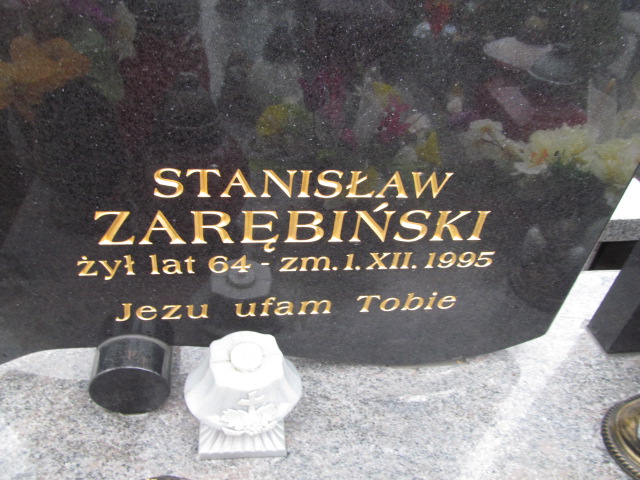 STANISŁAW
ZARĘBIŃSKI
żył lat 64 - zm. 1. XII. 1995
Jezu ufam Tobie